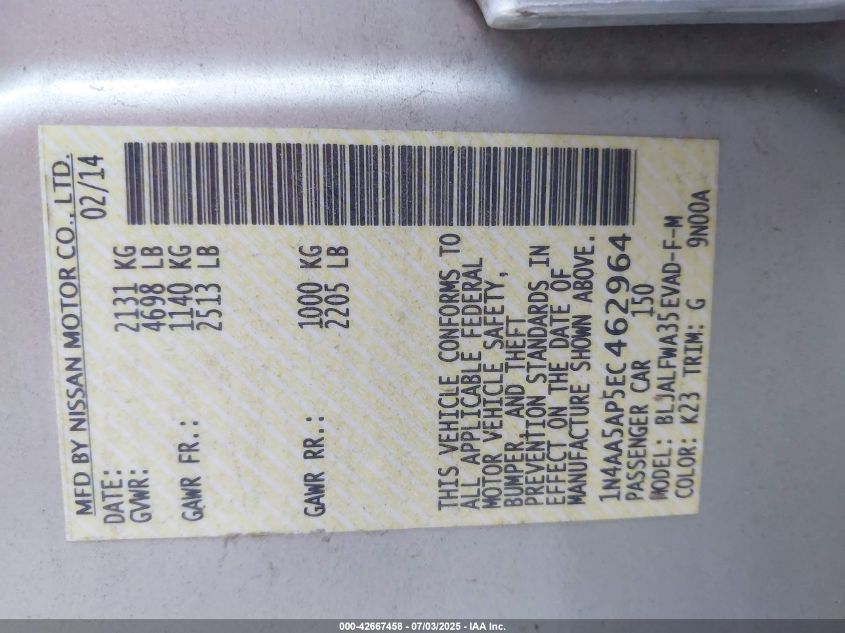 MFD BY NISSAN MOTOR CO., LTD.
DATE: 02/14
GVWR: 2131 KG
4698 LB
GAWR FR.: 1140 KG
2513 LB
GAWR RR.: 1000 KG
2205 LB
THIS VEHICLE CONFORMS TO
ALL APPLICABLE FEDERAL
MOTOR VEHICLE SAFETY,
BUMPER AND THEFT
PREVENTION STANDARDS IN
EFFECT ON THE DATE OF
MANUFACTURE SHOWN ABOVE.
1N4AA5AP5EC462964
PASSENGER CAR 150
MODEL: BLJALFWA35EVAD-F-M
COLOR: K23 TRIM: G 9N00A
000-42667458 - 07/03/2025 - IAA Inc.